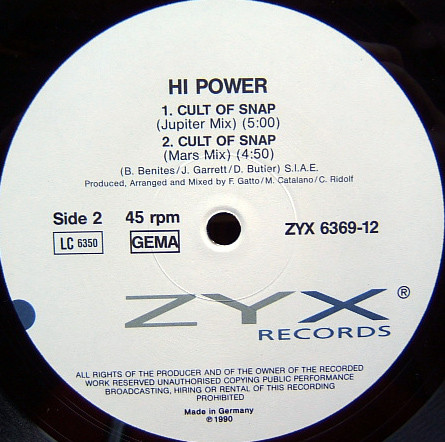 HI POWER
1. CULT OF SNAP
(Jupiter Mix) (5:00)
2. CULT OF SNAP
(Mars Mix) (4:50)
(B. Benites/J. Garrett/D. Butler) S.I.A.E.
Produced, Arranged and Mixed by F. Gatto/M. Catalano/C. Ridolf
Side 2 45 rpm
LC 6350 GEMA ZYX 6369-12
ZYX ®
RECORDS
ALL RIGHTS OF THE PRODUCER AND OF THE OWNER OF THE RECORDED
WORK RESERVED UNAUTHORISED COPYING PUBLIC PERFORMANCE
BROADCASTING, HIRING OR RENTAL OF THIS RECORDING
PROHIBITED
Made in Germany
℗ 1990